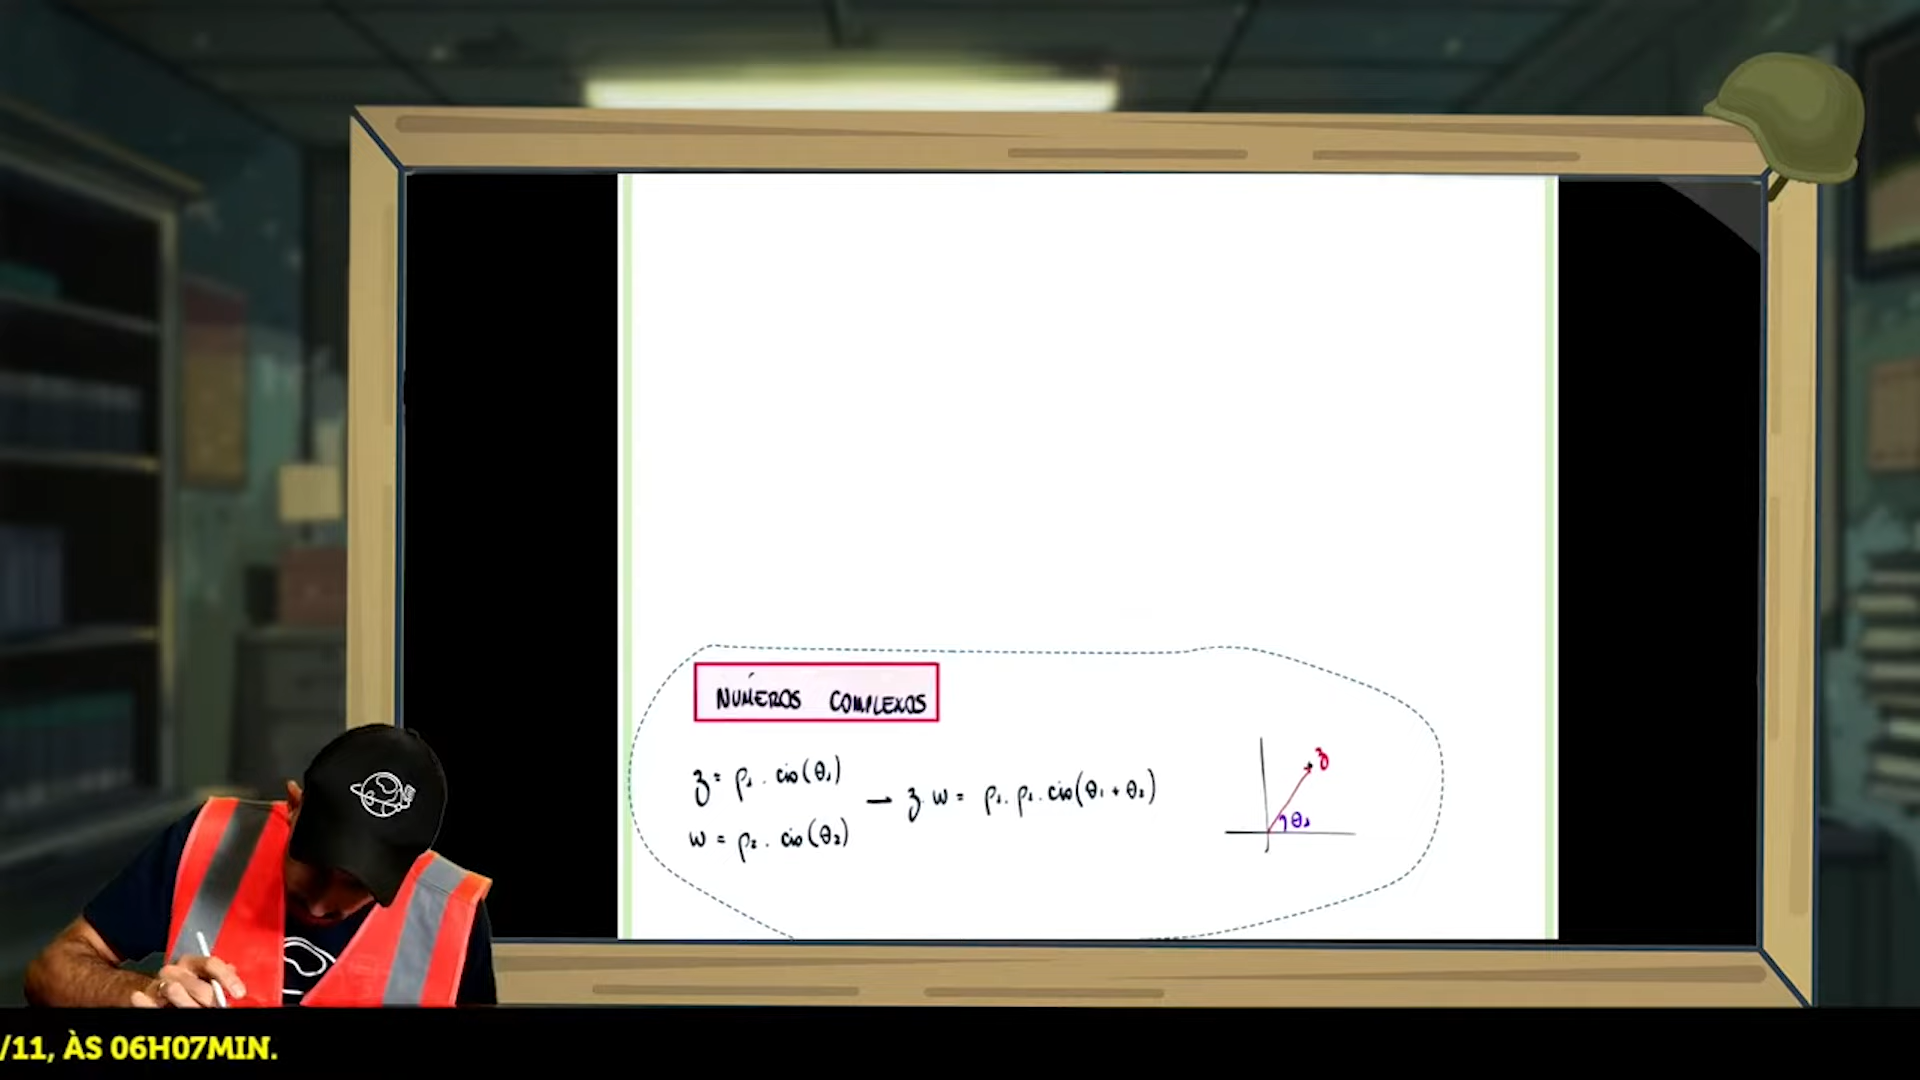 NÚMEROS COMPLEXOS
z = ρ₁ . cis(θ₁)
→ z.w = ρ₁.ρ₂.cis(θ₁ + θ₂)
w = ρ₂ . cis(θ₂)
z
θ₁
/11, ÀS 06H07MIN.